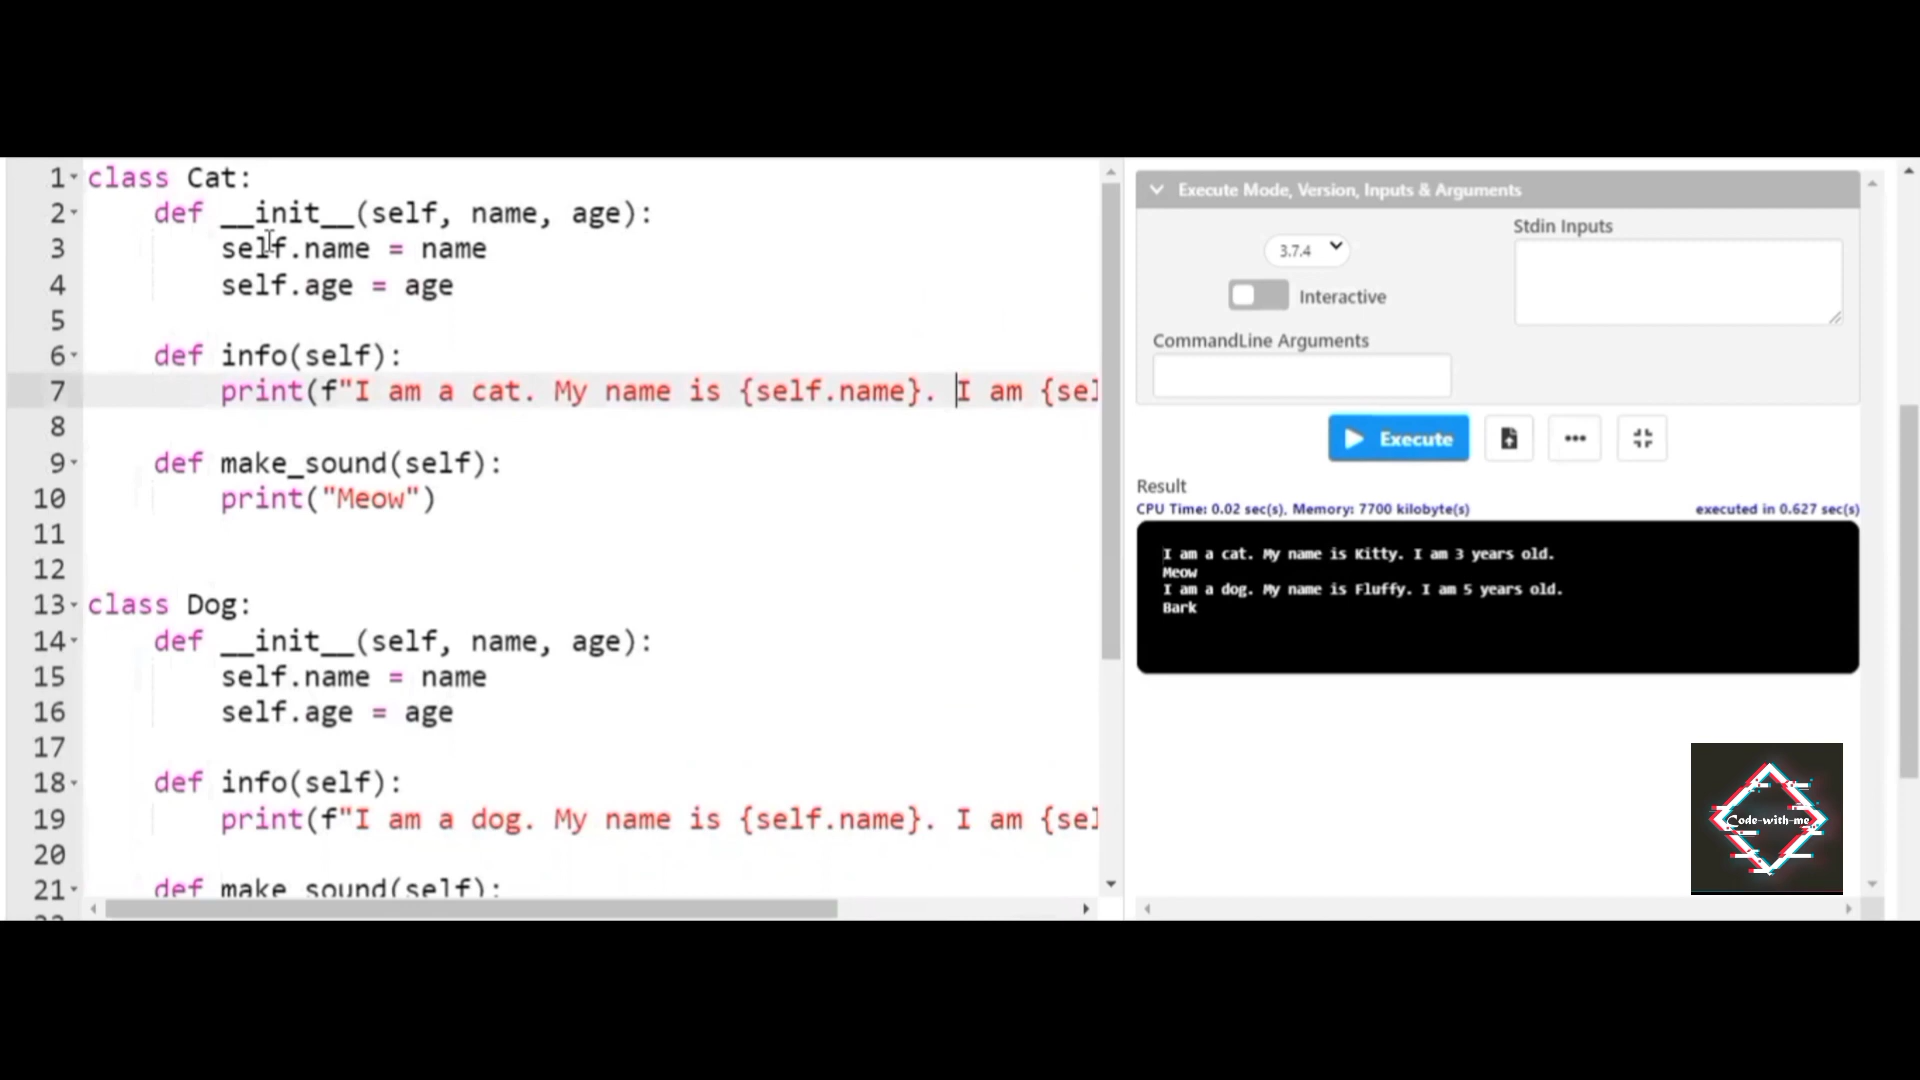 1 class Cat:
2 def __init__(self, name, age):
3 self.name = name
4 self.age = age
5
6 def info(self):
7 print(f"I am a cat. My name is {self.name}. I am {sel
8
9 def make_sound(self):
10 print("Meow")
11
12
13 class Dog:
14 def __init__(self, name, age):
15 self.name = name
16 self.age = age
17
18 def info(self):
19 print(f"I am a dog. My name is {self.name}. I am {sel
20
21 def make_sound(self):
Execute Mode, Version, Inputs & Arguments
3.7.4
Interactive
Stdin Inputs
CommandLine Arguments
Execute
Result
CPU Time: 0.02 sec(s), Memory: 7700 kilobyte(s)
executed in 0.627 sec(s)
I am a cat. My name is Kitty. I am 3 years old.
Meow
I am a dog. My name is Fluffy. I am 5 years old.
Bark
Code-with-me